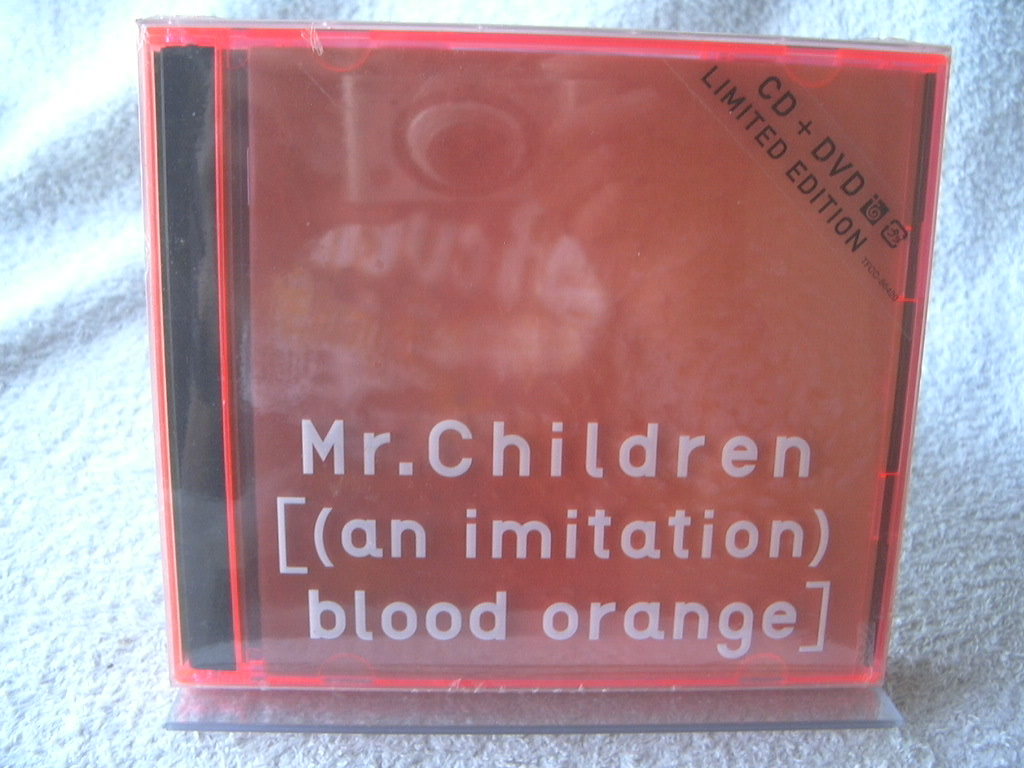 CD + DVD
LIMITED EDITION
Mr.Children
[(an imitation)
blood orange]